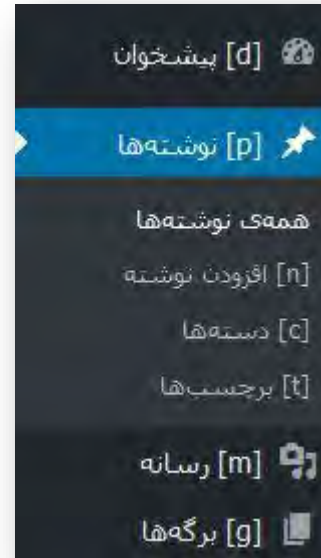 [d] پیشخوان
[p] نوشته‌ها
همه‌ی نوشته‌ها
[n] افزودن نوشته
[c] دسته‌ها
[t] برچسب‌ها
[m] رسانه
[g] برگه‌ها